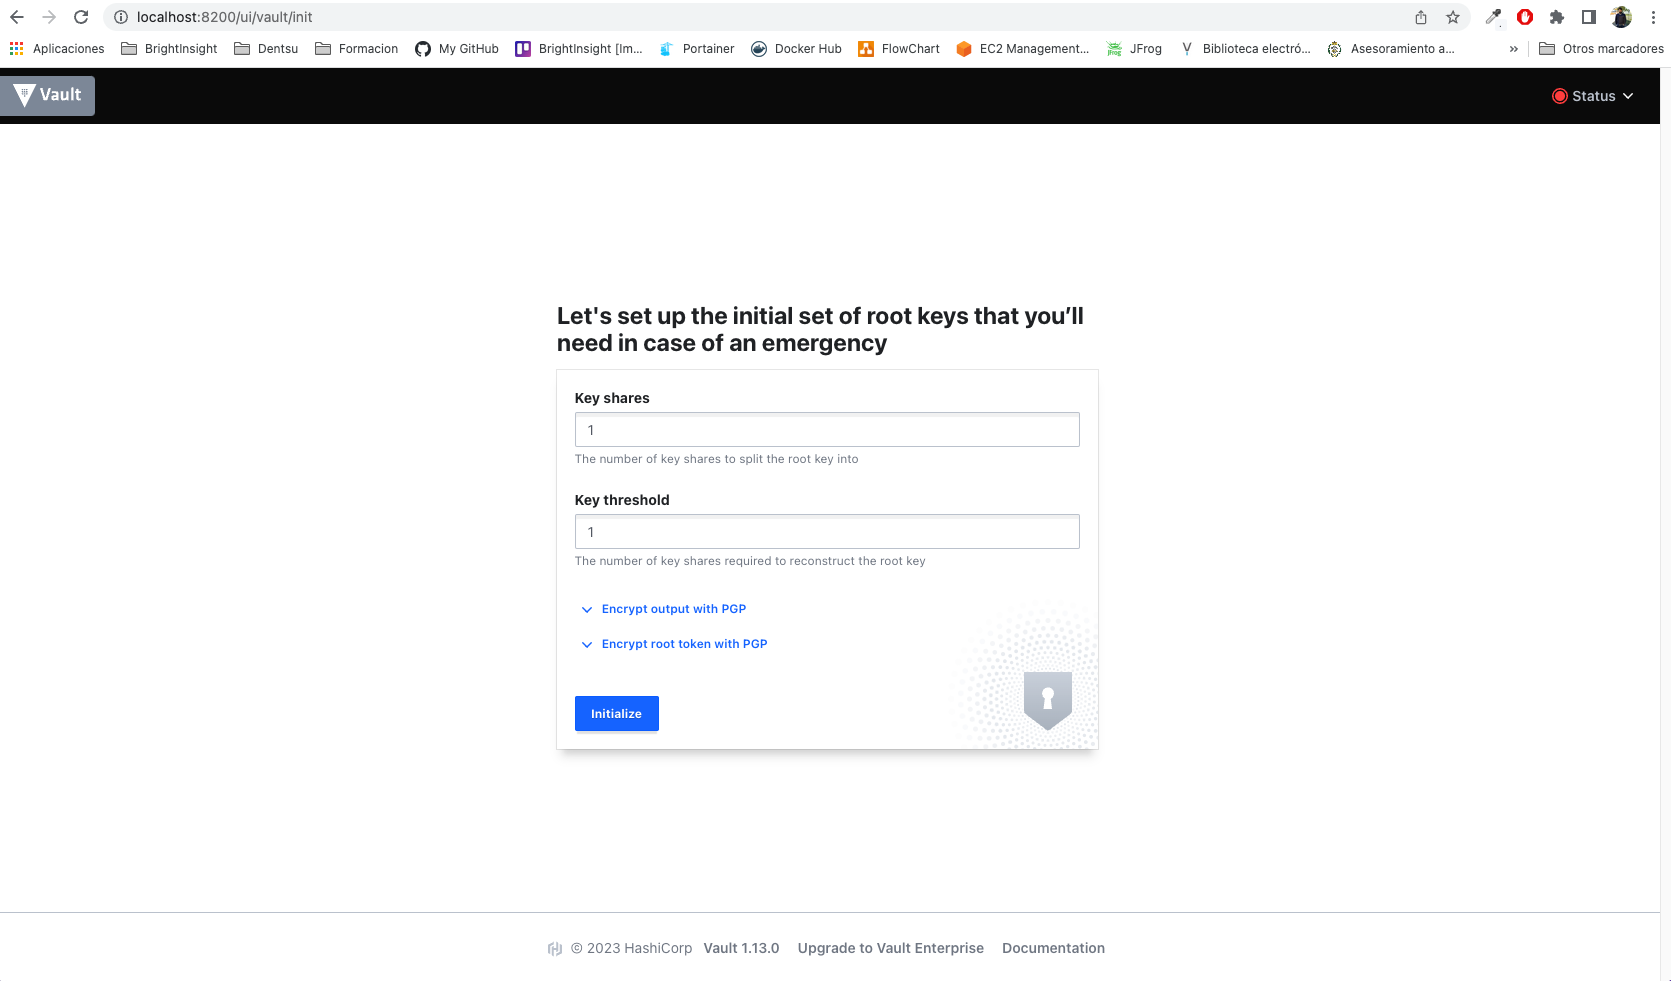 localhost:8200/ui/vault/init
Aplicaciones BrightInsight Dentsu Formacion My GitHub BrightInsight [Im... Portainer Docker Hub FlowChart EC2 Management... JFrog Biblioteca electró... Asesoramiento a... » Otros marcadores
Vault Status
Let's set up the initial set of root keys that you’ll
need in case of an emergency
Key shares
1
The number of key shares to split the root key into
Key threshold
1
The number of key shares required to reconstruct the root key
Encrypt output with PGP
Encrypt root token with PGP
Initialize
© 2023 HashiCorp Vault 1.13.0 Upgrade to Vault Enterprise Documentation